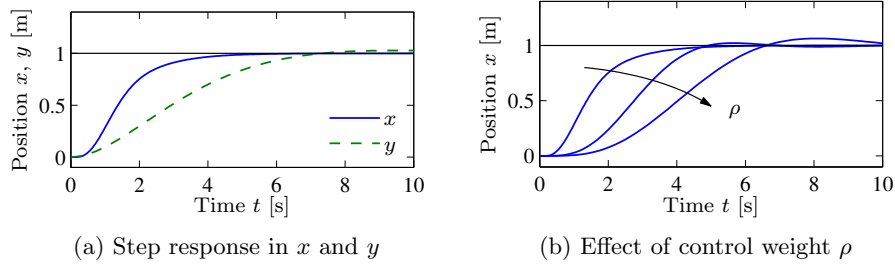 Position x, y [m]
1
0.5
0
0 2 4 6 8 10
Time t [s]
x
y
(a) Step response in x and y
Position x [m]
1
0.5
0
0 2 4 6 8 10
Time t [s]
ρ
(b) Effect of control weight ρ